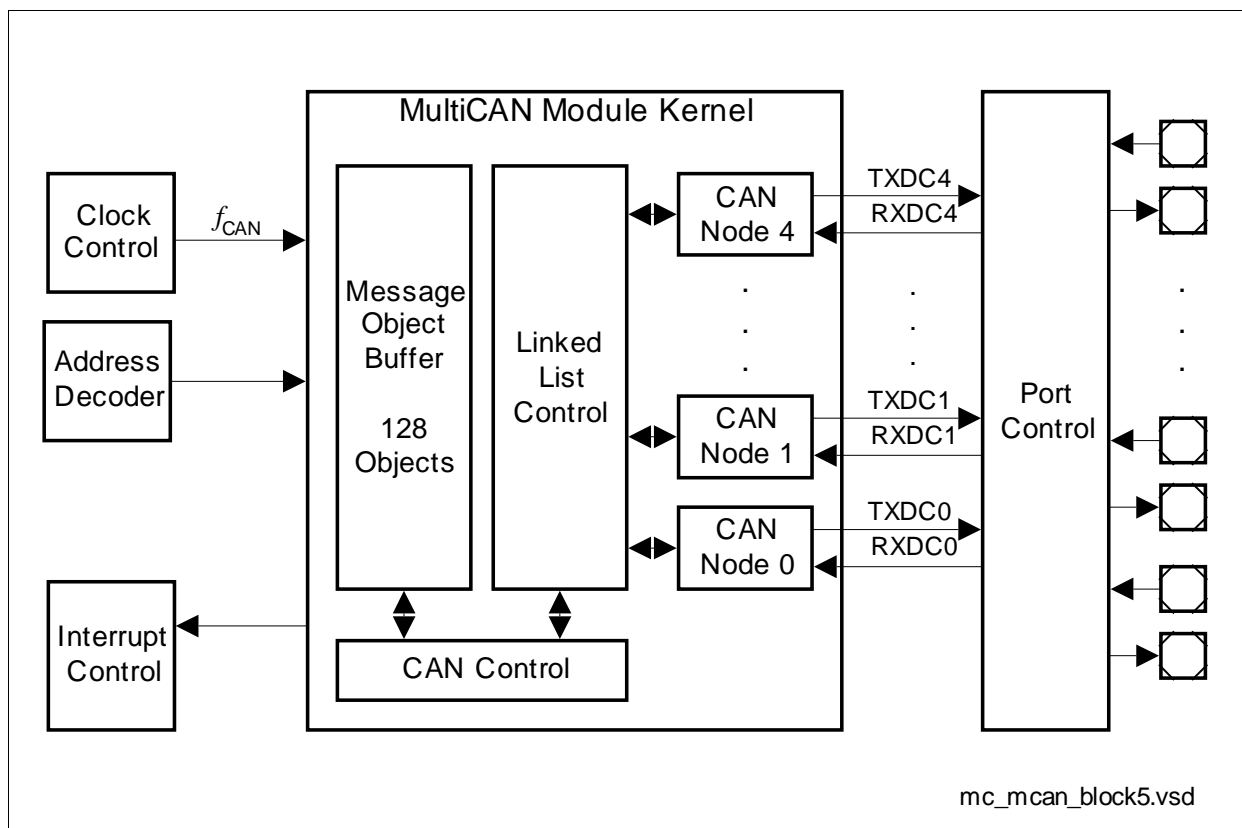 MultiCAN Module Kernel
Clock
Control
fCAN
Address
Decoder
Interrupt
Control
Message
Object
Buffer
128
Objects
Linked
List
Control
CAN Control
CAN
Node 4
CAN
Node 1
CAN
Node 0
TXDC4
RXDC4
TXDC1
RXDC1
TXDC0
RXDC0
Port
Control
mc_mcan_block5.vsd